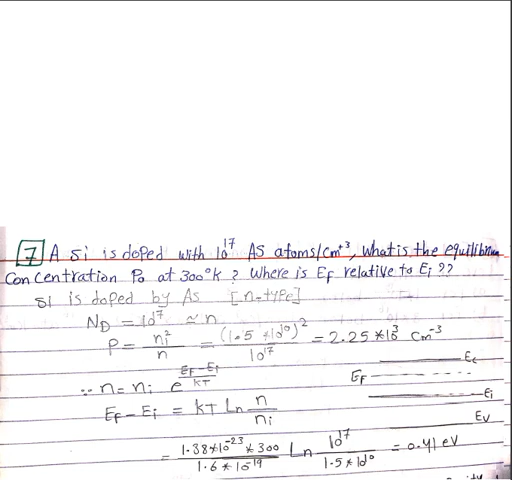 7 A Si is doped with 10^17 AS atoms/cm^+3, What is the equilibrium
Concentration P₀ at 300°K ? Where is EF relative to Ei ??
Si is doped by As [n-type]
ND = 10^17 ≃ n
P = ni²/n = (1.5*10^10)²/10^17 = 2.25*10^3 cm^-3
Ec
∵ n = ni e^((EF-Ei)/KT) EF
EF - Ei = KT Ln n/ni Ei
Ev
= (1.38*10^-23 * 300)/(1.6*10^-19) Ln 10^17/(1.5*10^10) = 0.41 eV